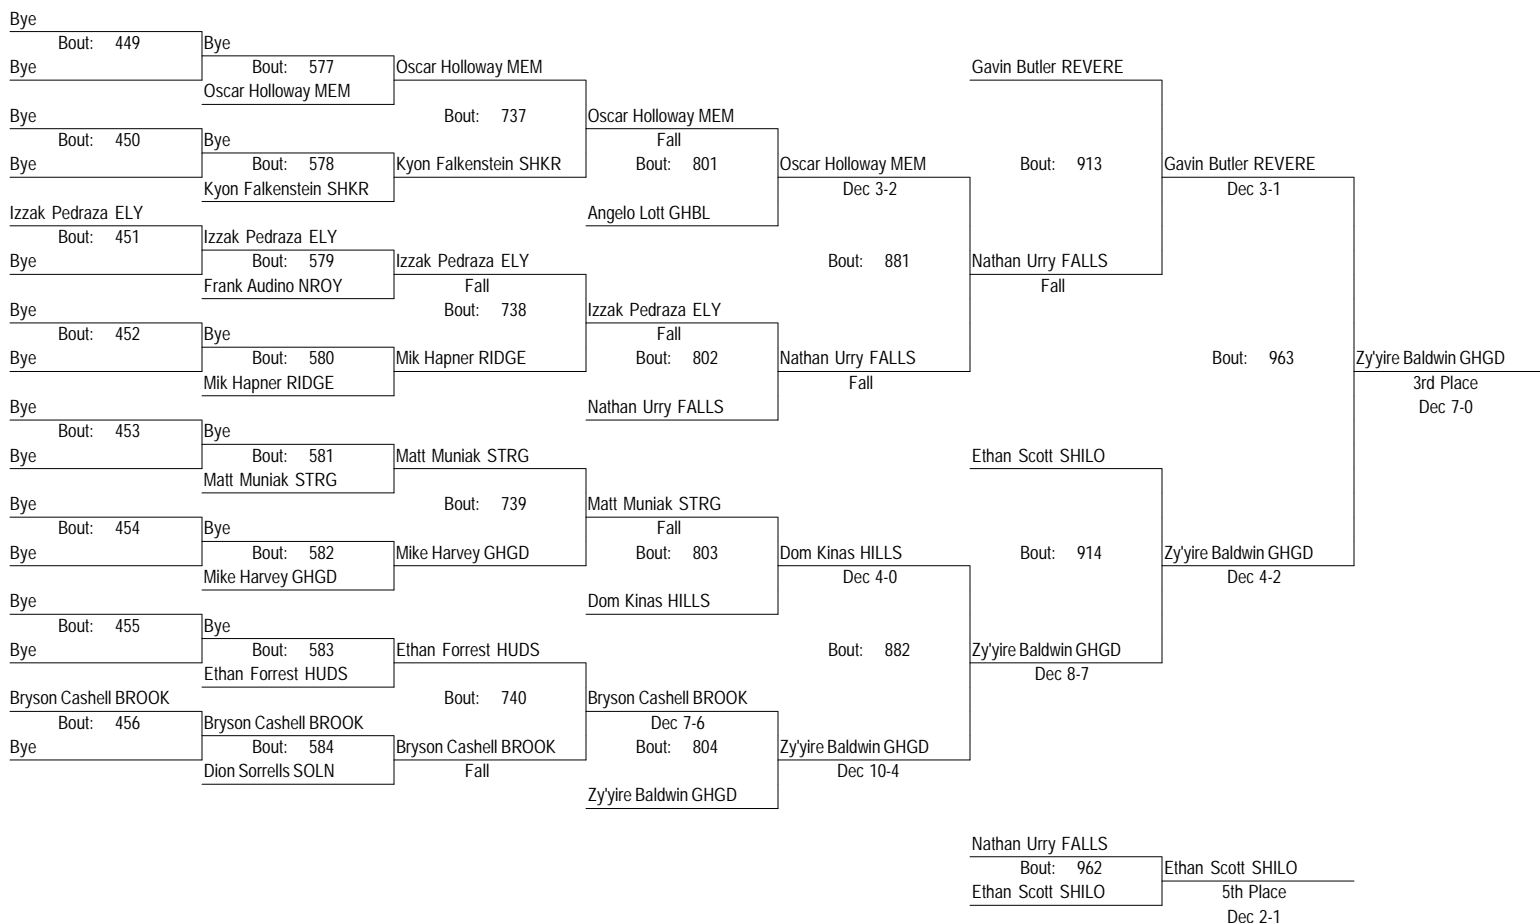 Bye
Bout: 449 Bye
Bye Bout: 577 Oscar Holloway MEM Gavin Butler REVERE
Oscar Holloway MEM
Bye Bout: 737 Oscar Holloway MEM
Bout: 450 Bye Fall
Bye Bout: 578 Kyon Falkenstein SHKR Bout: 801 Oscar Holloway MEM Bout: 913 Gavin Butler REVERE
Kyon Falkenstein SHKR Dec 3-2 Dec 3-1
Izzak Pedraza ELY Angelo Lott GHBL
Bout: 451 Izzak Pedraza ELY
Bye Bout: 579 Izzak Pedraza ELY Bout: 881 Nathan Urry FALLS
Frank Audino NROY Fall Fall
Bye Bout: 738 Izzak Pedraza ELY
Bout: 452 Bye Fall
Bye Bout: 580 Mik Hapner RIDGE Bout: 802 Nathan Urry FALLS Bout: 963 Zy'yire Baldwin GHGD
Mik Hapner RIDGE Fall 3rd Place
Bye Nathan Urry FALLS Dec 7-0
Bout: 453 Bye
Bye Bout: 581 Matt Muniak STRG Ethan Scott SHILO
Matt Muniak STRG
Bye Bout: 739 Matt Muniak STRG
Bout: 454 Bye Fall
Bye Bout: 582 Mike Harvey GHGD Bout: 803 Dom Kinas HILLS Bout: 914 Zy'yire Baldwin GHGD
Mike Harvey GHGD Dec 4-0 Dec 4-2
Bye Dom Kinas HILLS
Bout: 455 Bye
Bye Bout: 583 Ethan Forrest HUDS Bout: 882 Zy'yire Baldwin GHGD
Ethan Forrest HUDS Dec 8-7
Bryson Cashell BROOK Bout: 740 Bryson Cashell BROOK
Bout: 456 Bryson Cashell BROOK Dec 7-6
Bye Bout: 584 Bryson Cashell BROOK Bout: 804 Zy'yire Baldwin GHGD
Dion Sorrells SOLN Fall Dec 10-4
Zy'yire Baldwin GHGD
Nathan Urry FALLS
Bout: 962 Ethan Scott SHILO
Ethan Scott SHILO 5th Place
Dec 2-1